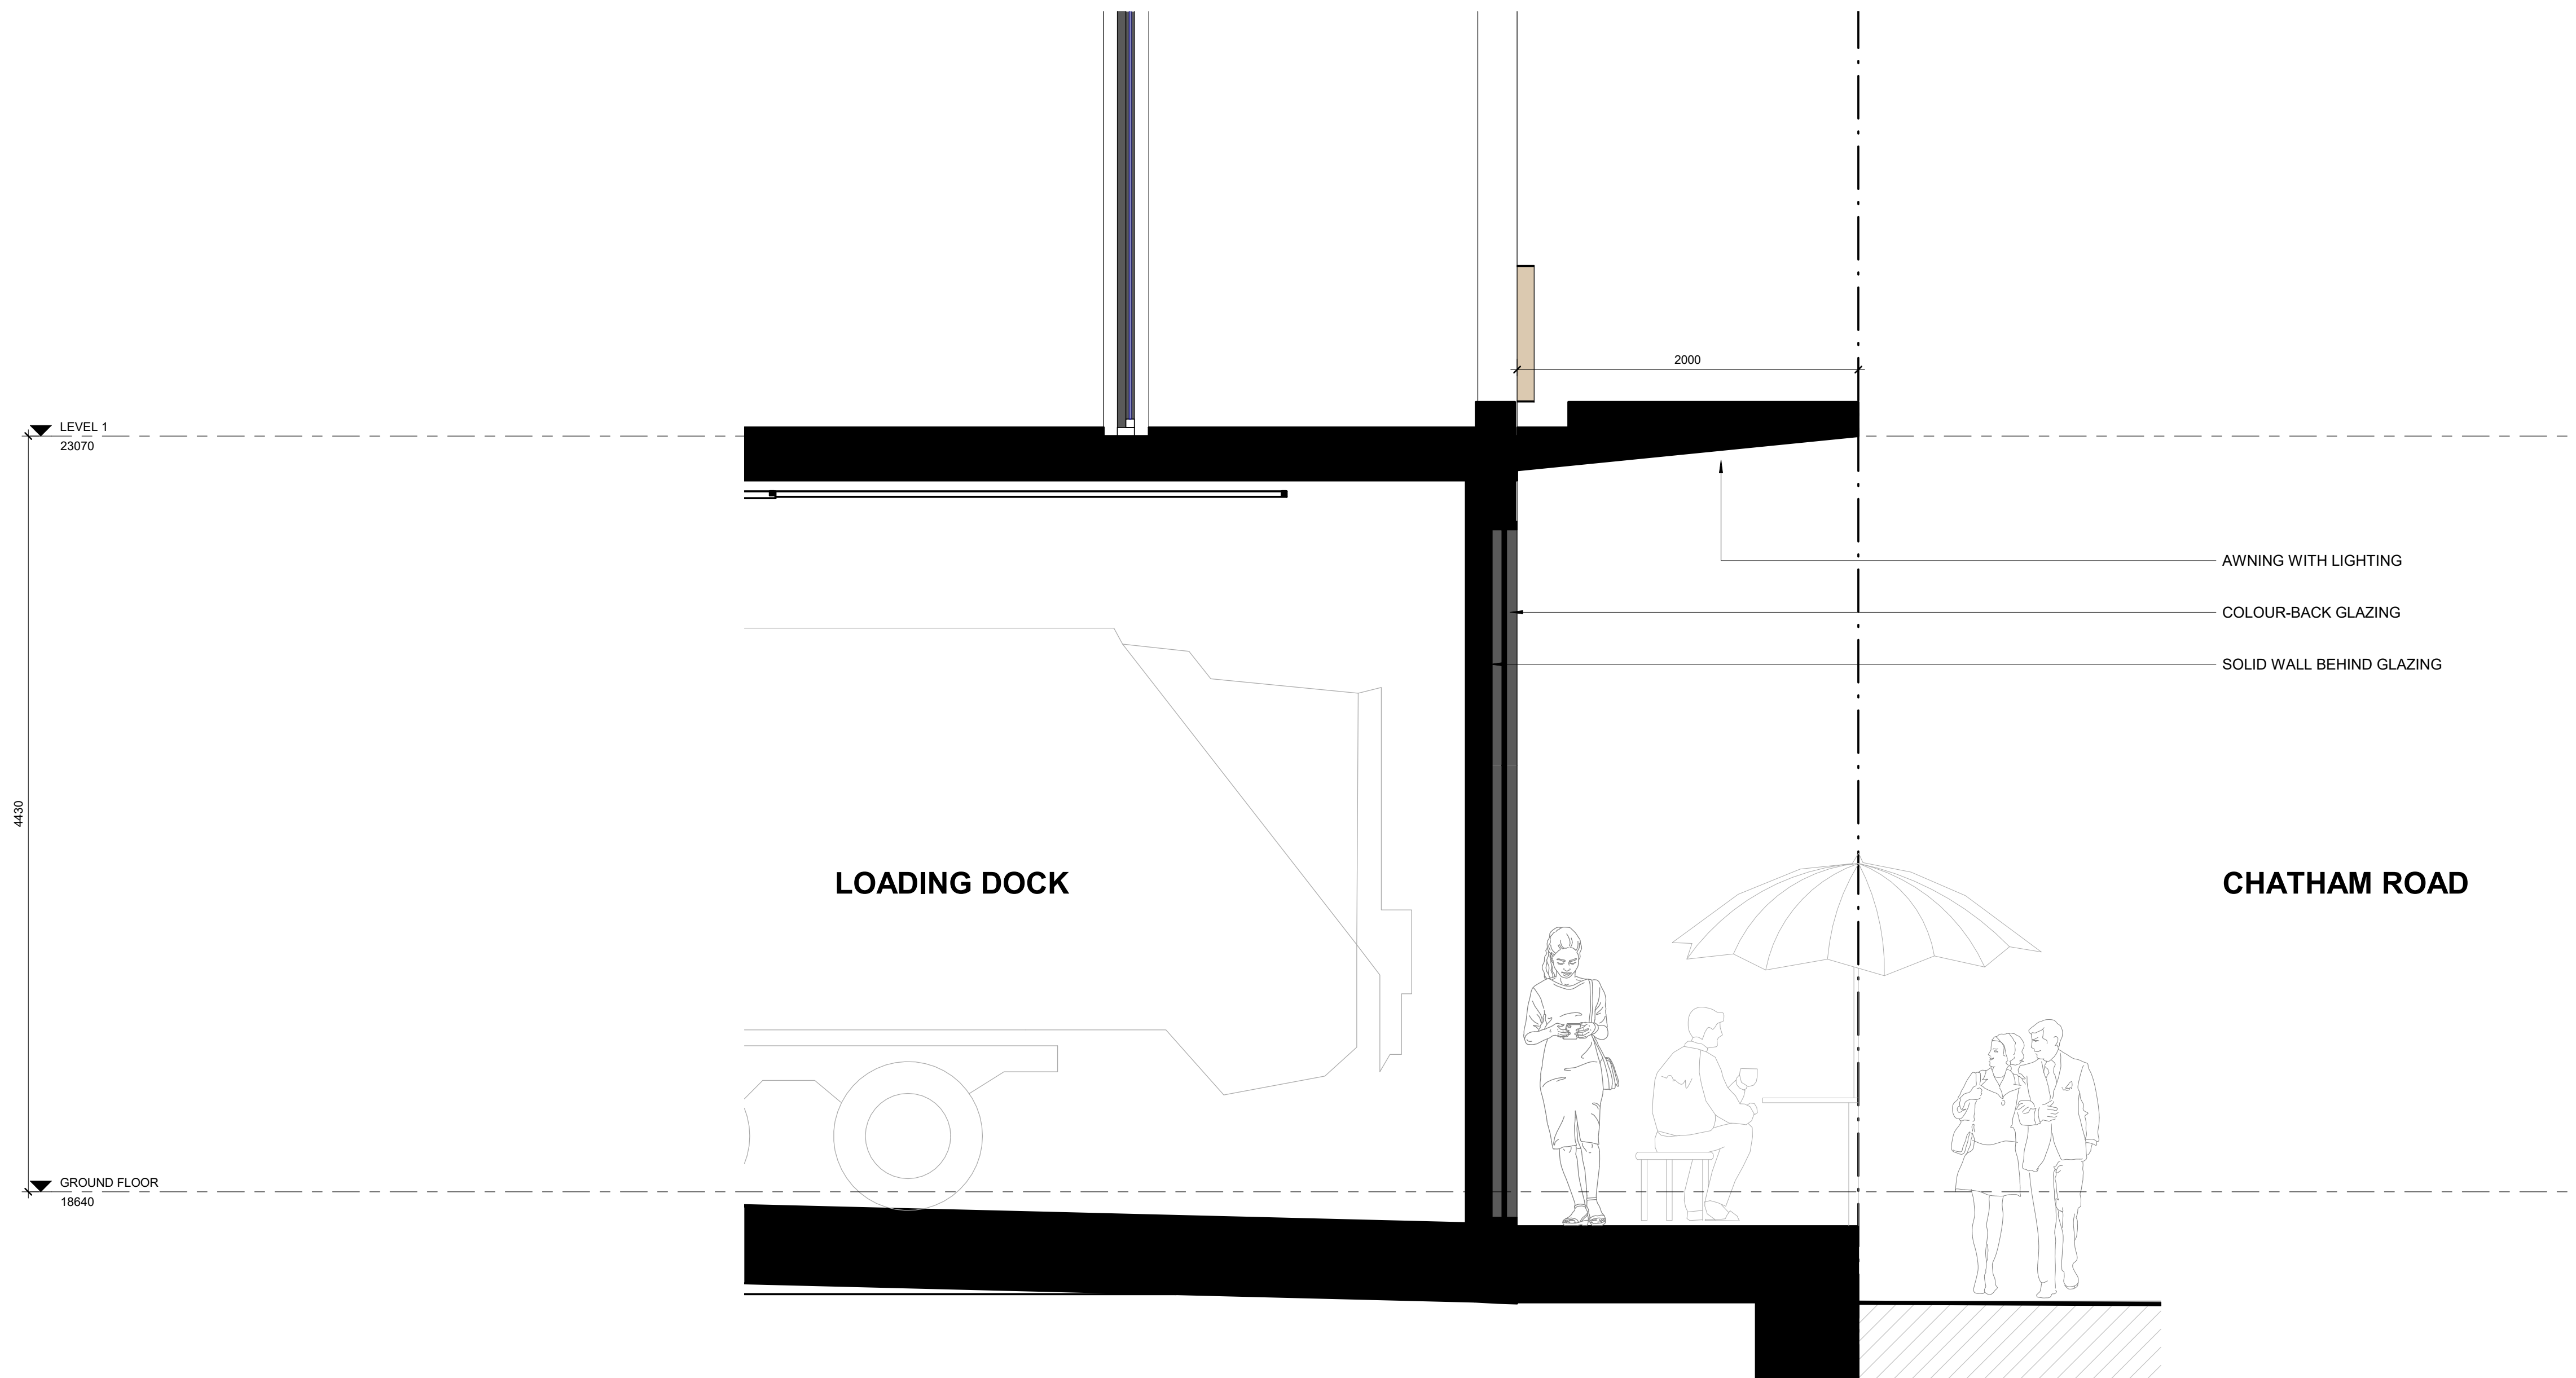 2000
LEVEL 1
23070
AWNING WITH LIGHTING
COLOUR-BACK GLAZING
SOLID WALL BEHIND GLAZING
4430
LOADING DOCK
CHATHAM ROAD
GROUND FLOOR
18640